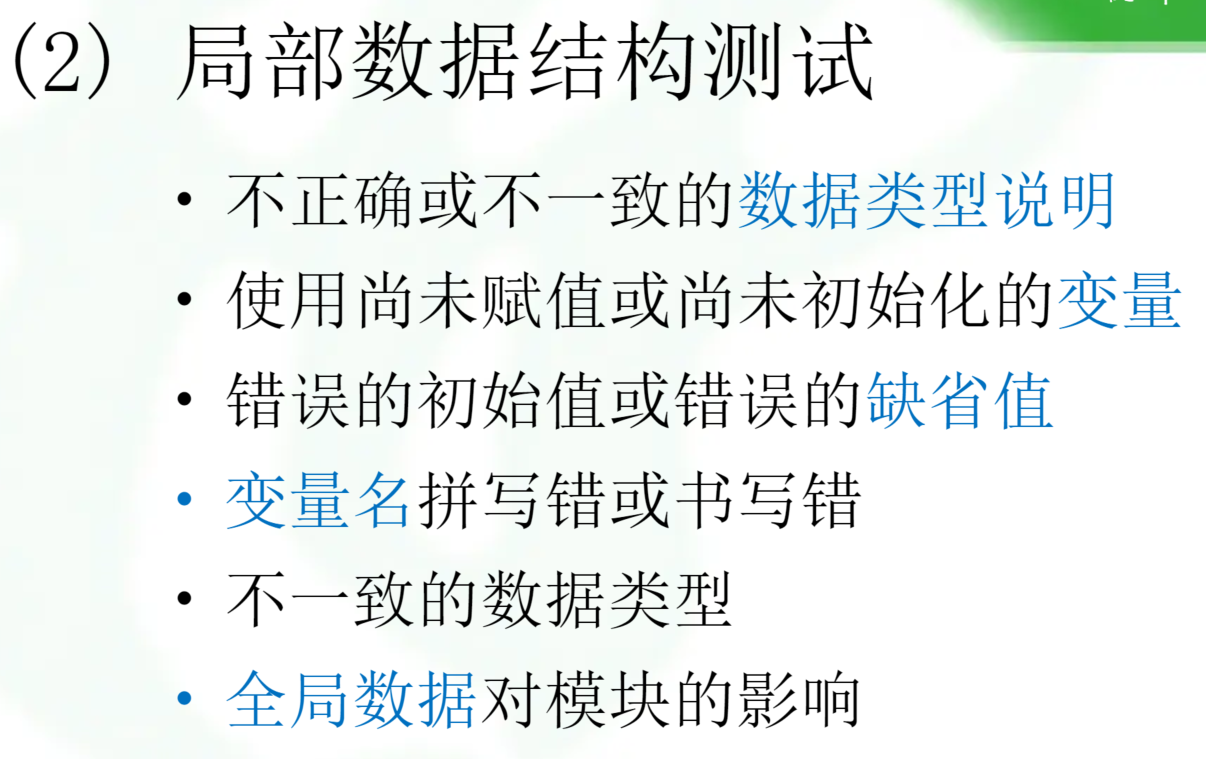 (2) 局部数据结构测试
• 不正确或不一致的数据类型说明
• 使用尚未赋值或尚未初始化的变量
• 错误的初始值或错误的缺省值
• 变量名拼写错或书写错
• 不一致的数据类型
• 全局数据对模块的影响